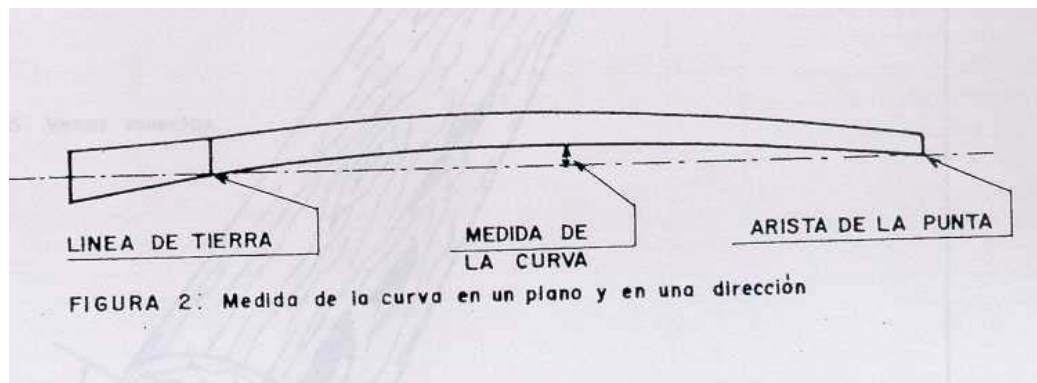 LINEA DE TIERRA
MEDIDA DE
LA CURVA
ARISTA DE LA PUNTA
FIGURA 2: Medida de la curva en un plano y en una dirección